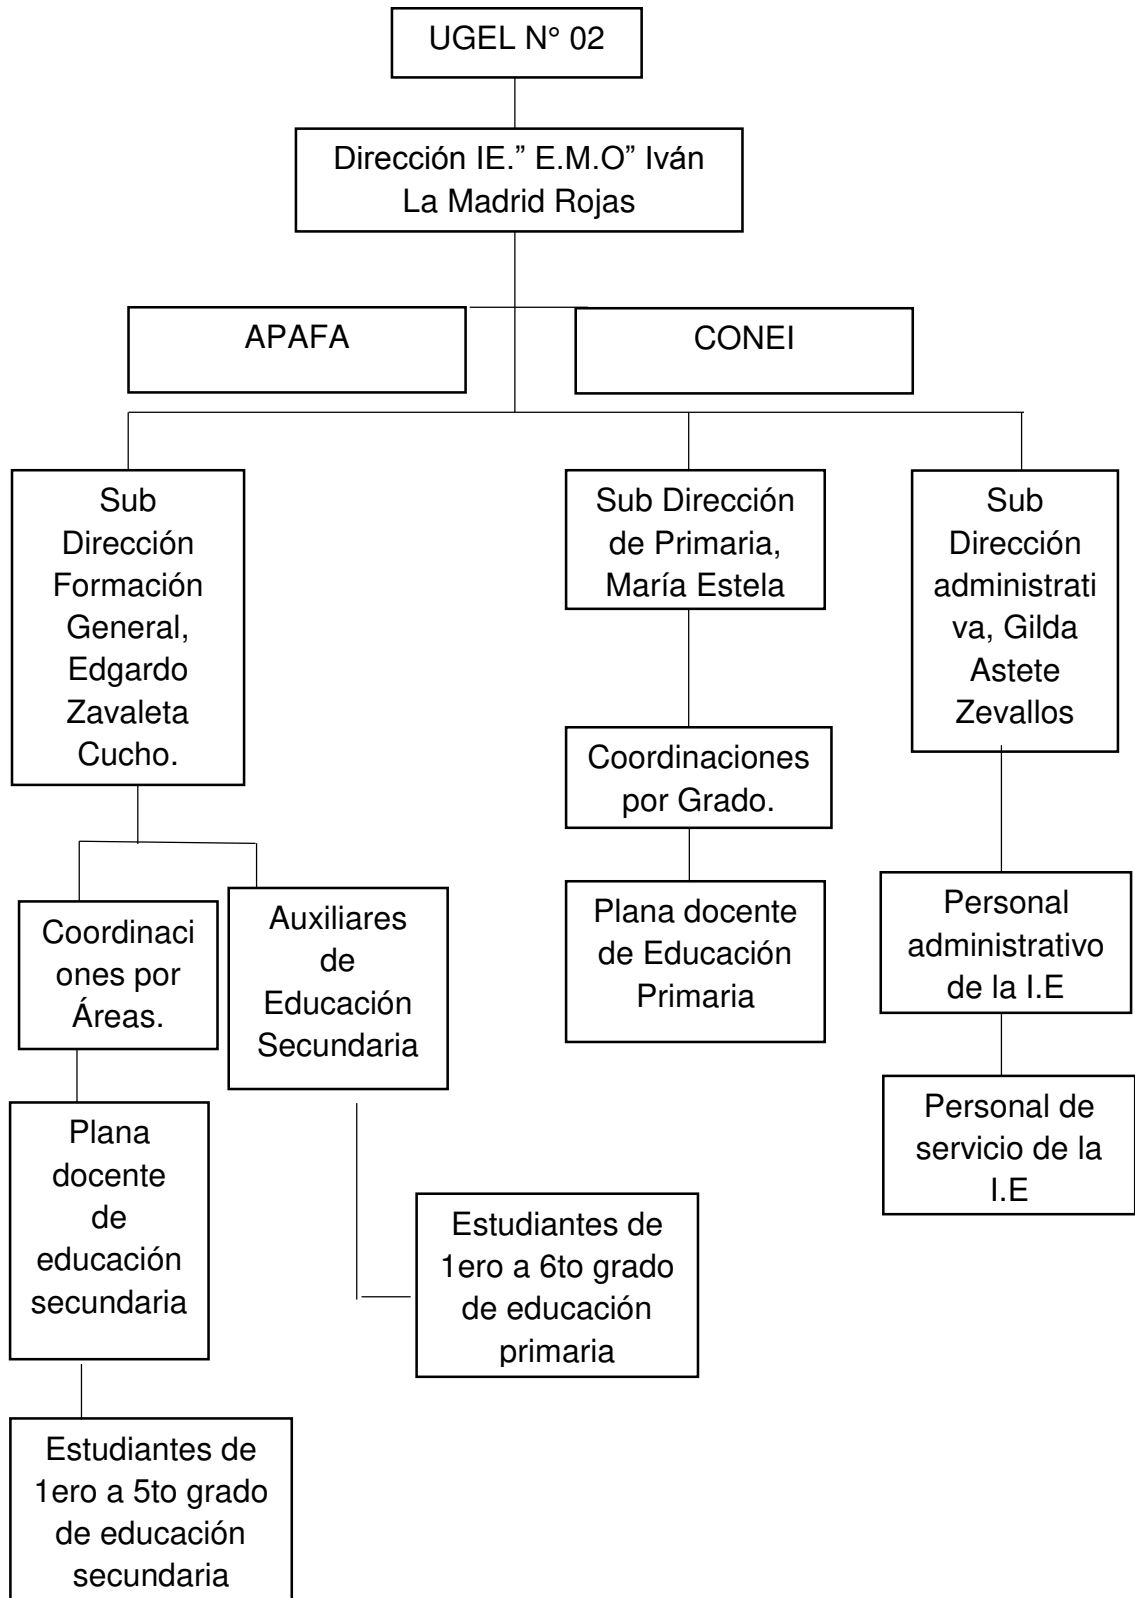 UGEL N° 02
Dirección IE.” E.M.O” Iván
La Madrid Rojas
APAFA
CONEI
Sub
Dirección
Formación
General,
Edgardo
Zavaleta
Cucho.
Sub Dirección
de Primaria,
María Estela
Sub
Dirección
administrati
va, Gilda
Astete
Zevallos
Coordinaciones
por Grado.
Coordinaci
ones por
Áreas.
Auxiliares
de
Educación
Secundaria
Plana docente
de Educación
Primaria
Personal
administrativo
de la I.E
Plana
docente
de
educación
secundaria
Personal de
servicio de la
I.E
Estudiantes de
1ero a 6to grado
de educación
primaria
Estudiantes de
1ero a 5to grado
de educación
secundaria